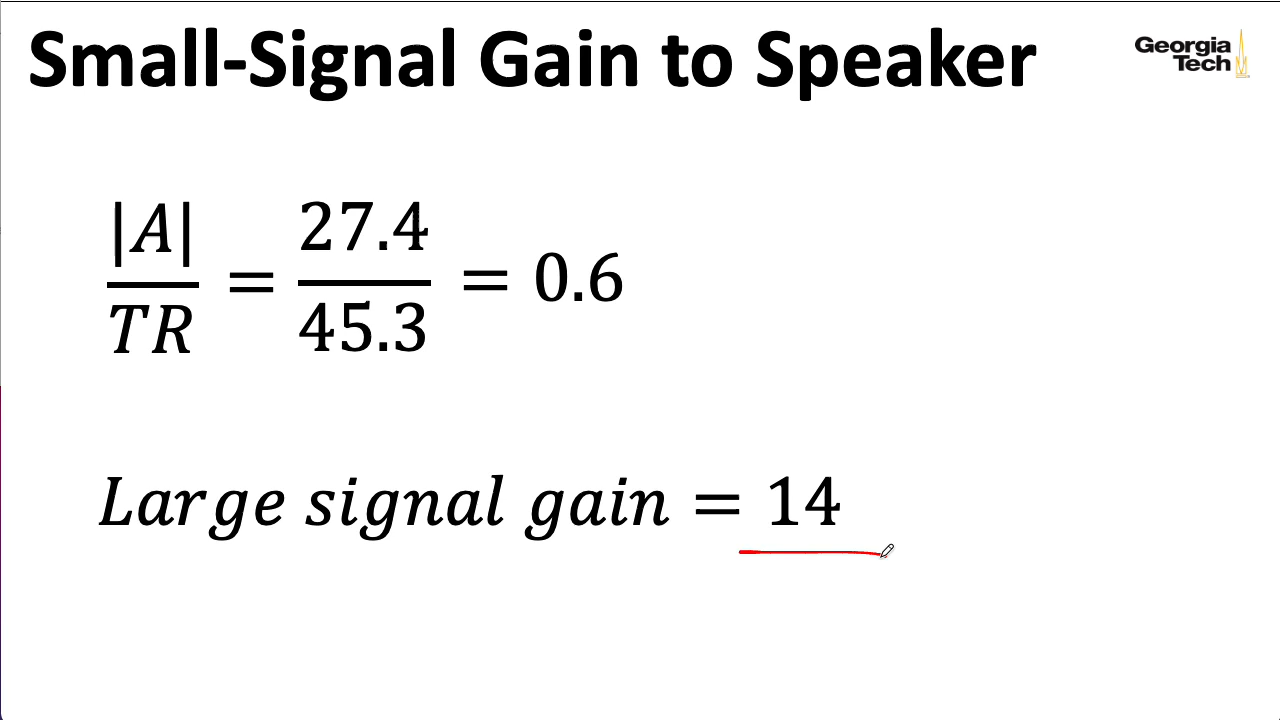 Small-Signal Gain to Speaker
Georgia
Tech
|A|/TR = 27.4/45.3 = 0.6
Large signal gain = 14